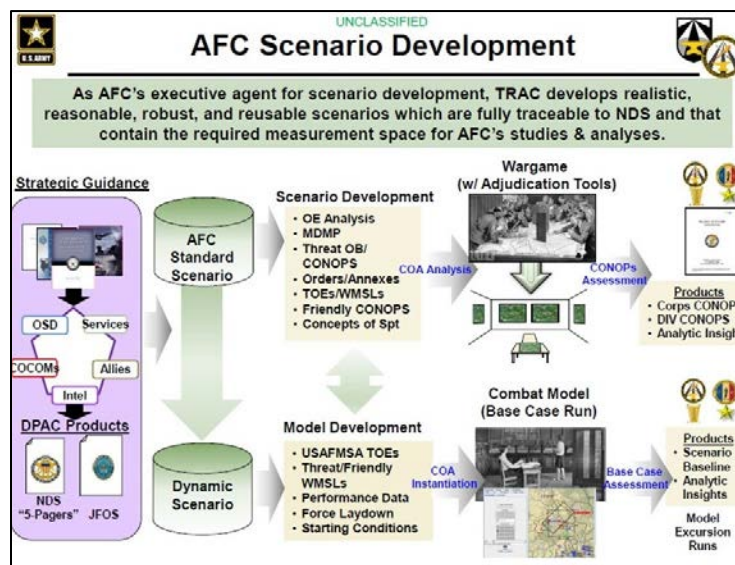 UNCLASSIFIED
AFC Scenario Development
U.S. ARMY
As AFC's executive agent for scenario development, TRAC develops realistic,
reasonable, robust, and reusable scenarios which are fully traceable to NDS and that
contain the required measurement space for AFC's studies & analyses.
Strategic Guidance
OSD
Services
COCOMs
Allies
Intel
DPAC Products
NDS
"5-Pagers"
JFOS
AFC
Standard
Scenario
Dynamic
Scenario
Scenario Development
• OE Analysis
• MDMP
• Threat OB/
CONOPS
• Orders/Annexes
• TOEs/WMSLs
• Friendly CONOPS
• Concepts of Spt
COA Analysis
Wargame
(w/ Adjudication Tools)
CONOPs
Assessment
Products
• Corps CONOP
• DIV CONOPS
• Analytic Insigh
Model Development
• USAFMSA TOEs
• Threat/Friendly
WMSLs
• Performance Data
• Force Laydown
• Starting Conditions
COA
Instantiation
Combat Model
(Base Case Run)
Base Case
Assessment
Products
• Scenario
Baseline
• Analytic
Insights
Model
Excursion
Runs